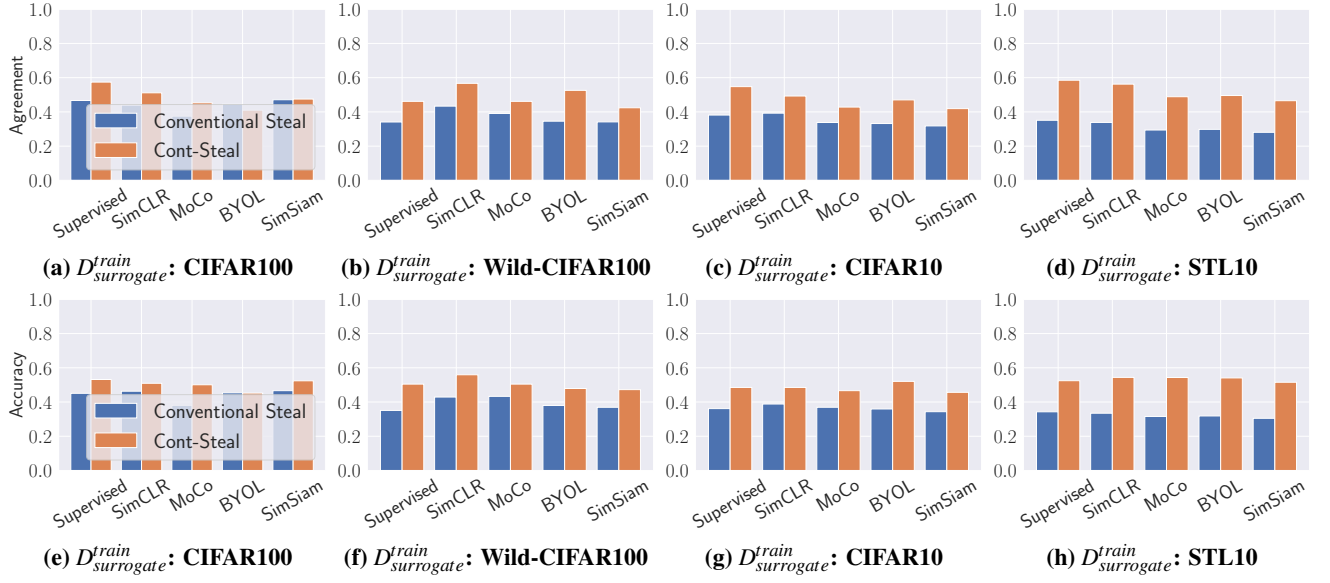 Agreement
1.0 0.8 0.6 0.4 0.2 0.0
Conventional Steal
Cont-Steal
Supervised SimCLR MoCo BYOL SimSiam
(a) D^{train}_{surrogate}: CIFAR100
1.0 0.8 0.6 0.4 0.2 0.0
Supervised SimCLR MoCo BYOL SimSiam
(b) D^{train}_{surrogate}: Wild-CIFAR100
1.0 0.8 0.6 0.4 0.2 0.0
Supervised SimCLR MoCo BYOL SimSiam
(c) D^{train}_{surrogate}: CIFAR10
1.0 0.8 0.6 0.4 0.2 0.0
Supervised SimCLR MoCo BYOL SimSiam
(d) D^{train}_{surrogate}: STL10
Accuracy
1.0 0.8 0.6 0.4 0.2 0.0
Conventional Steal
Cont-Steal
Supervised SimCLR MoCo BYOL SimSiam
(e) D^{train}_{surrogate}: CIFAR100
1.0 0.8 0.6 0.4 0.2 0.0
Supervised SimCLR MoCo BYOL SimSiam
(f) D^{train}_{surrogate}: Wild-CIFAR100
1.0 0.8 0.6 0.4 0.2 0.0
Supervised SimCLR MoCo BYOL SimSiam
(g) D^{train}_{surrogate}: CIFAR10
1.0 0.8 0.6 0.4 0.2 0.0
Supervised SimCLR MoCo BYOL SimSiam
(h) D^{train}_{surrogate}: STL10